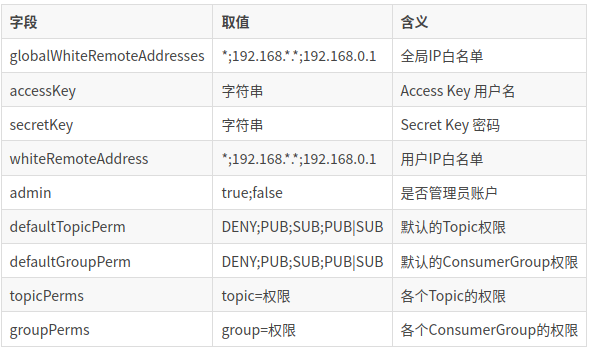 字段 取值 含义
globalWhiteRemoteAddresses *;192.168.*.*;192.168.0.1 全局IP白名单
accessKey 字符串 Access Key 用户名
secretKey 字符串 Secret Key 密码
whiteRemoteAddress *;192.168.*.*;192.168.0.1 用户IP白名单
admin true;false 是否管理员账户
defaultTopicPerm DENY;PUB;SUB;PUB|SUB 默认的Topic权限
defaultGroupPerm DENY;PUB;SUB;PUB|SUB 默认的ConsumerGroup权限
topicPerms topic=权限 各个Topic的权限
groupPerms group=权限 各个ConsumerGroup的权限